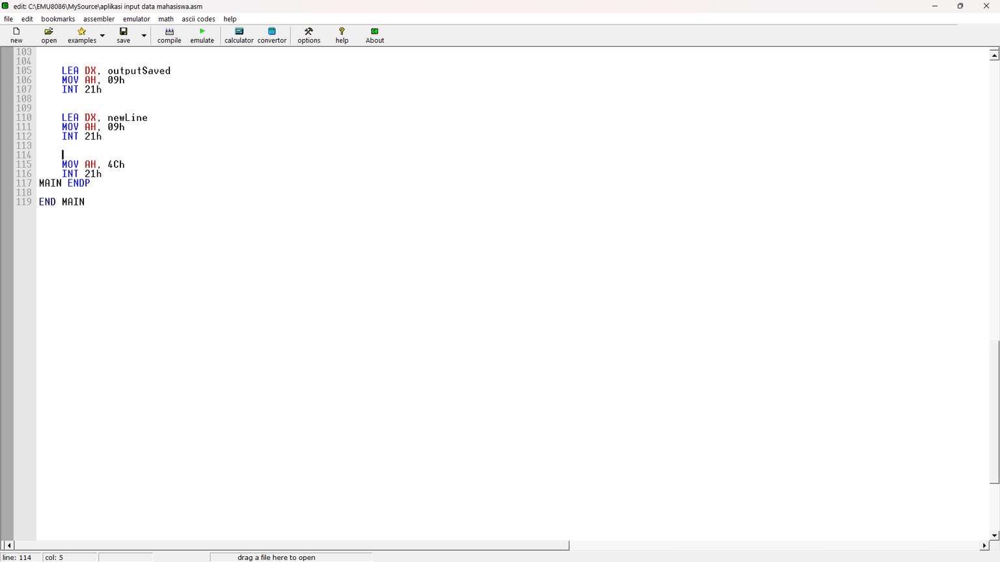 edit: C:\EMU8086\MySource\aplikasi input data mahasiswa.asm
file edit bookmarks assembler emulator math ascii codes help
new open examples save compile emulate calculator convertor options help About
103
104
105 LEA DX, outputSaved
106 MOV AH, 09h
107 INT 21h
108
109
110 LEA DX, newLine
111 MOV AH, 09h
112 INT 21h
113
114
115 MOV AH, 4Ch
116 INT 21h
117 MAIN ENDP
118
119 END MAIN
line: 114 col: 5 drag a file here to open